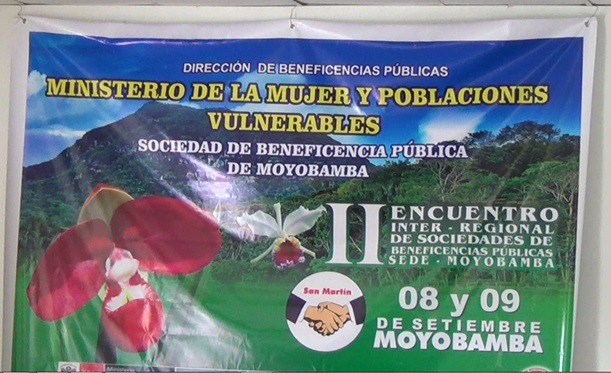 DIRECCIÓN DE BENEFICENCIAS PÚBLICAS
MINISTERIO DE LA MUJER Y POBLACIONES
VULNERABLES
SOCIEDAD DE BENEFICENCIA PÚBLICA
DE MOYOBAMBA
II ENCUENTRO
INTER - REGIONAL
DE SOCIEDADES DE
BENEFICENCIAS PÚBLICAS
SEDE - MOYOBAMBA
San Martín
08 y 09
DE SETIEMBRE
MOYOBAMBA
Ministerio